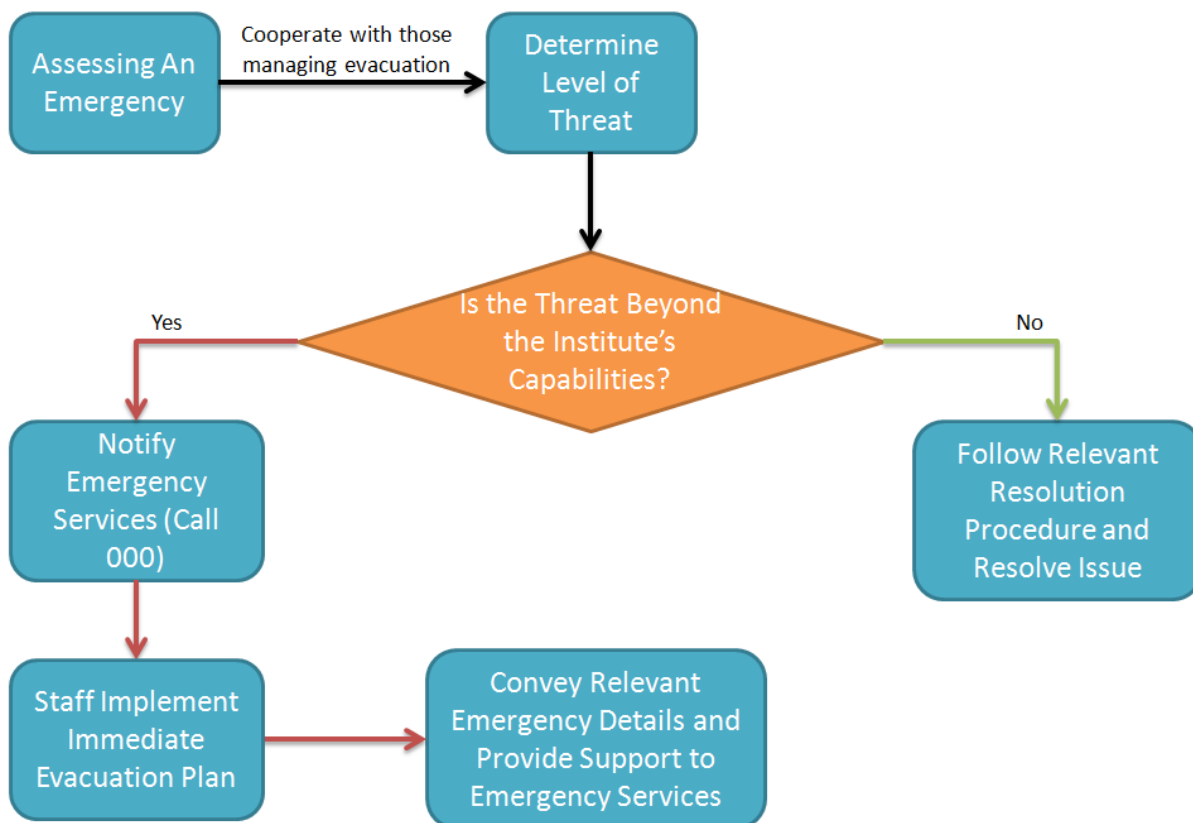 Assessing An
Emergency
Cooperate with those
managing evacuation
Determine
Level of
Threat
Is the Threat Beyond
the Institute’s
Capabilities?
Yes
No
Notify
Emergency
Services (Call
000)
Follow Relevant
Resolution
Procedure and
Resolve Issue
Staff Implement
Immediate
Evacuation Plan
Convey Relevant
Emergency Details and
Provide Support to
Emergency Services